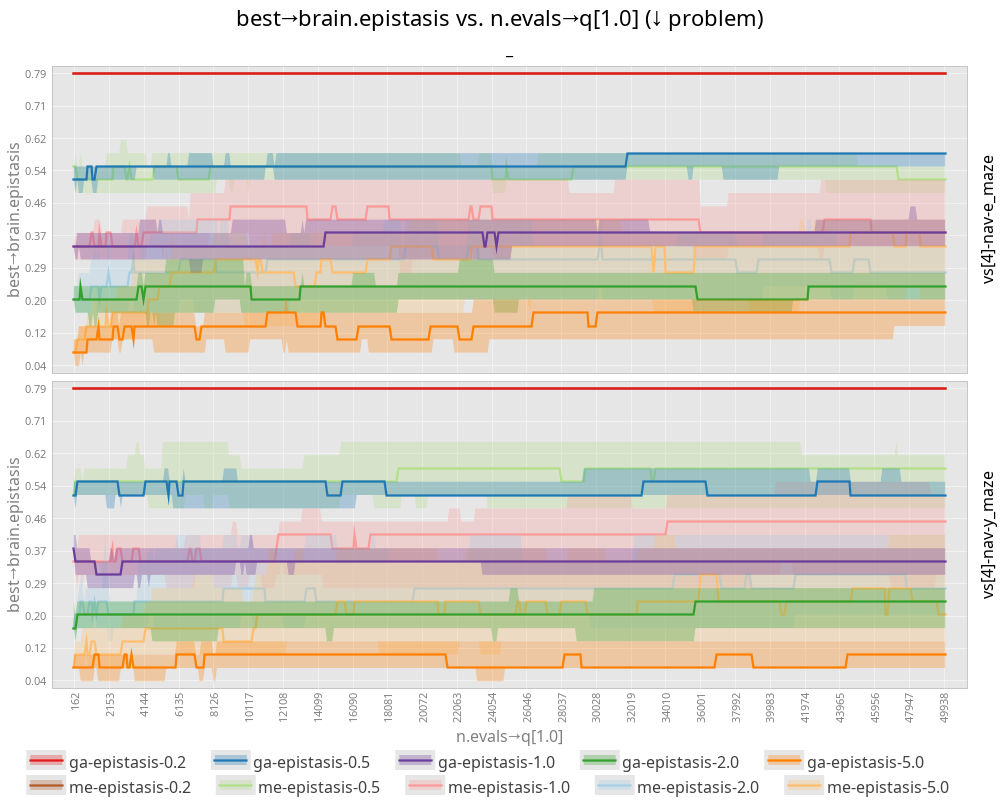 best→brain.epistasis vs. n.evals→q[1.0] (↓ problem)
–
0.79
0.71
0.62
0.54
0.46
0.37
0.29
0.20
0.12
0.04
best→brain.epistasis
vs[4]-nav-e_maze
0.79
0.71
0.62
0.54
0.46
0.37
0.29
0.20
0.12
0.04
best→brain.epistasis
vs[4]-nav-y_maze
162 2153 4144 6135 8126 10117 12108 14099 16090 18081 20072 22063 24054 26046 28037 30028 32019 34010 36001 37992 39983 41974 43965 45956 47947 49938
n.evals→q[1.0]
ga-epistasis-0.2 ga-epistasis-0.5 ga-epistasis-1.0 ga-epistasis-2.0 ga-epistasis-5.0
me-epistasis-0.2 me-epistasis-0.5 me-epistasis-1.0 me-epistasis-2.0 me-epistasis-5.0